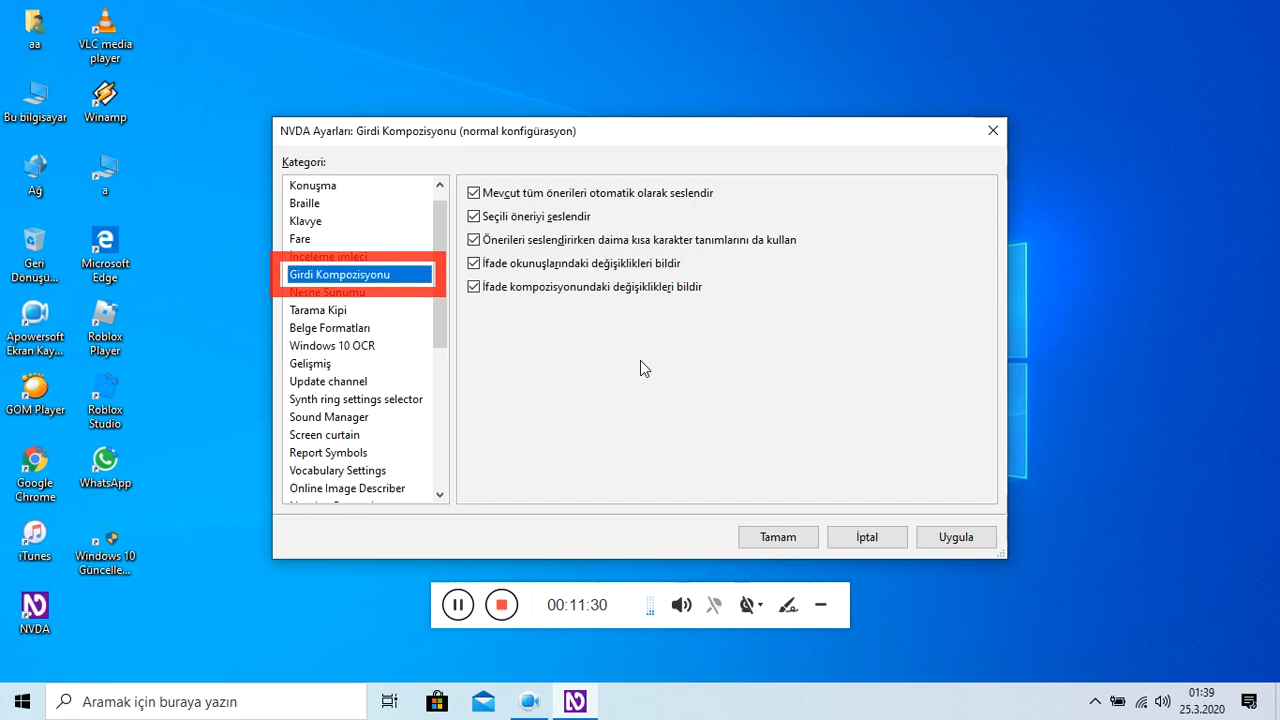 aa
VLC media
player
Bu bilgisayar
Winamp
Ağ
a
Geri
Dönüşü...
Microsoft
Edge
Apowersoft
Ekran Kay...
Roblox
Player
GOM Player
Roblox
Studio
Google
Chrome
WhatsApp
iTunes
Windows 10
Güncelle...
NVDA
NVDA Ayarları: Girdi Kompozisyonu (normal konfigürasyon)
Kategori:
Konuşma
Braille
Klavye
Fare
İnceleme imleci
Girdi Kompozisyonu
Nesne Sunumu
Tarama Kipi
Belge Formatları
Windows 10 OCR
Gelişmiş
Update channel
Synth ring settings selector
Sound Manager
Screen curtain
Report Symbols
Vocabulary Settings
Online Image Describer
Mevcut tüm önerileri otomatik olarak seslendir
Seçili öneriyi seslendir
Önerileri seslendirirken daima kısa karakter tanımlarını da kullan
İfade okunuşlarındaki değişiklikleri bildir
İfade kompozisyonundaki değişiklikleri bildir
Tamam
İptal
Uygula
00:11:30
Aramak için buraya yazın
01:39
25.3.2020